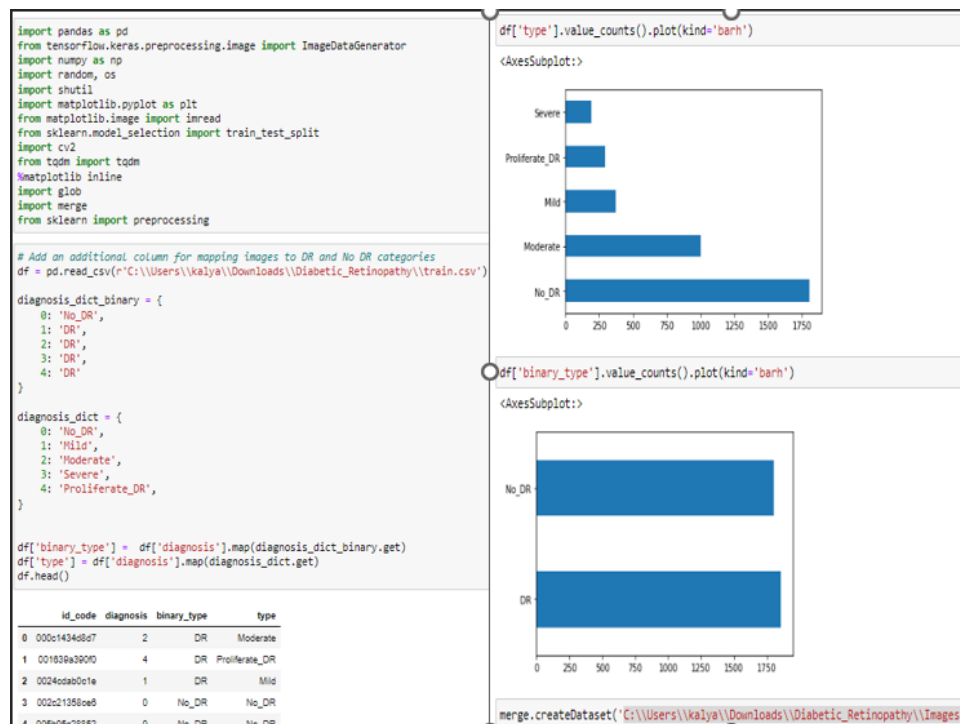 import pandas as pd
from tensorflow.keras.preprocessing.image import ImageDataGenerator
import numpy as np
import random, os
import shutil
import matplotlib.pyplot as plt
from matplotlib.image import imread
from sklearn.model_selection import train_test_split
import cv2
from tqdm import tqdm
%matplotlib inline
import glob
import merge
from sklearn import preprocessing
# Add an additional column for mapping images to DR and No DR categories
df = pd.read_csv(r'C:\\Users\\kalya\\Downloads\\Diabetic_Retinopathy\\train.csv')
diagnosis_dict_binary = {
0: 'No_DR',
1: 'DR',
2: 'DR',
3: 'DR',
4: 'DR'
}
diagnosis_dict = {
0: 'No_DR',
1: 'Mild',
2: 'Moderate',
3: 'Severe',
4: 'Proliferate_DR',
}
df['binary_type'] =  df['diagnosis'].map(diagnosis_dict_binary.get)
df['type'] = df['diagnosis'].map(diagnosis_dict.get)
df.head()
id_code diagnosis binary_type type
0 000c1434d8d7 2 DR Moderate
1 001639a390f0 4 DR Proliferate_DR
2 0024cdab0c1e 1 DR Mild
3 002c21358ce6 0 No_DR No_DR
df['type'].value_counts().plot(kind='barh')
<AxesSubplot:>
Severe
Proliferate_DR
Mild
Moderate
No_DR
0 250 500 750 1000 1250 1500 1750
df['binary_type'].value_counts().plot(kind='barh')
<AxesSubplot:>
No_DR
DR
0 250 500 750 1000 1250 1500 1750
merge.createDataset('C:\\Users\\kalya\\Downloads\\Diabetic_Retinopathy\\Images